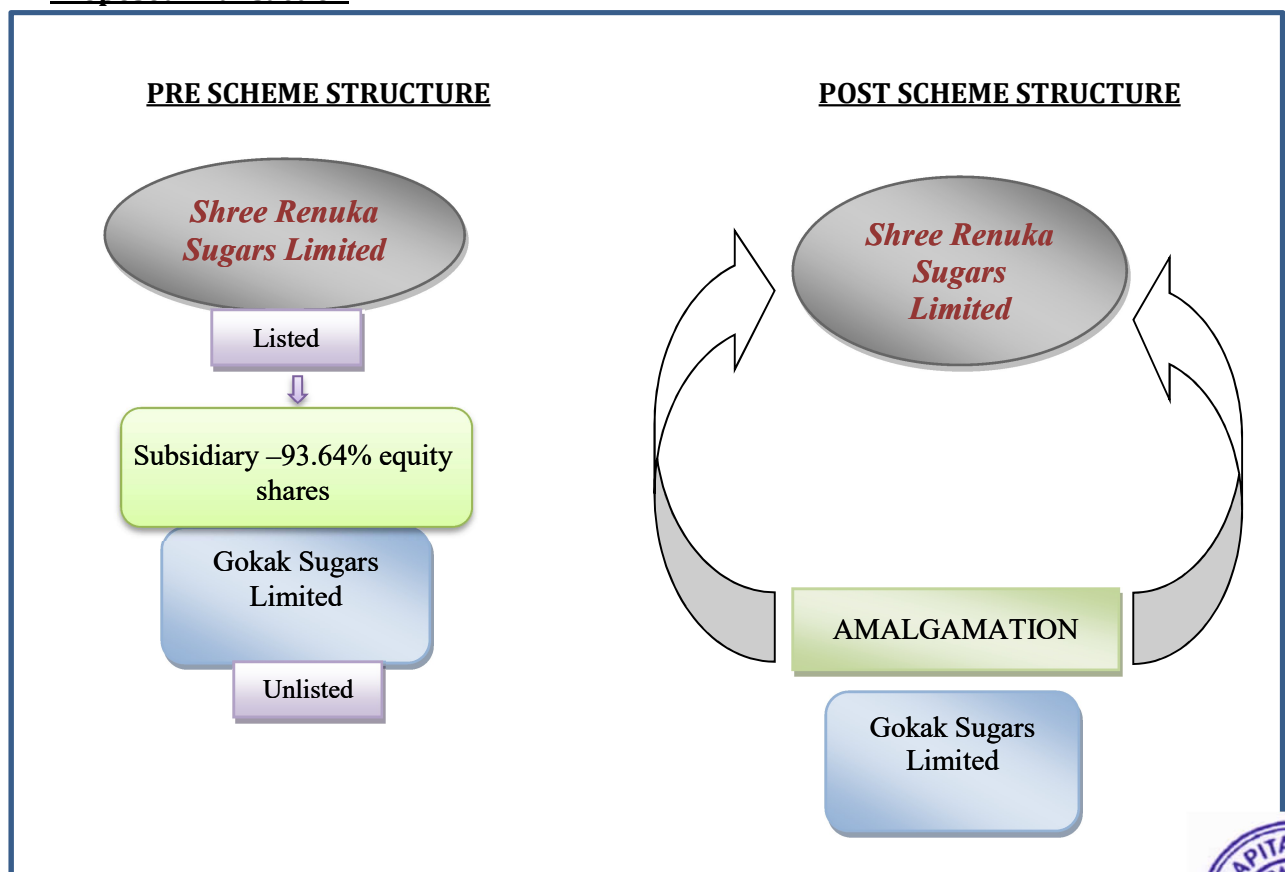 PRE SCHEME STRUCTURE
Shree Renuka
Sugars Limited
Listed
Subsidiary –93.64% equity
shares
Gokak Sugars
Limited
Unlisted
POST SCHEME STRUCTURE
Shree Renuka
Sugars
Limited
AMALGAMATION
Gokak Sugars
Limited